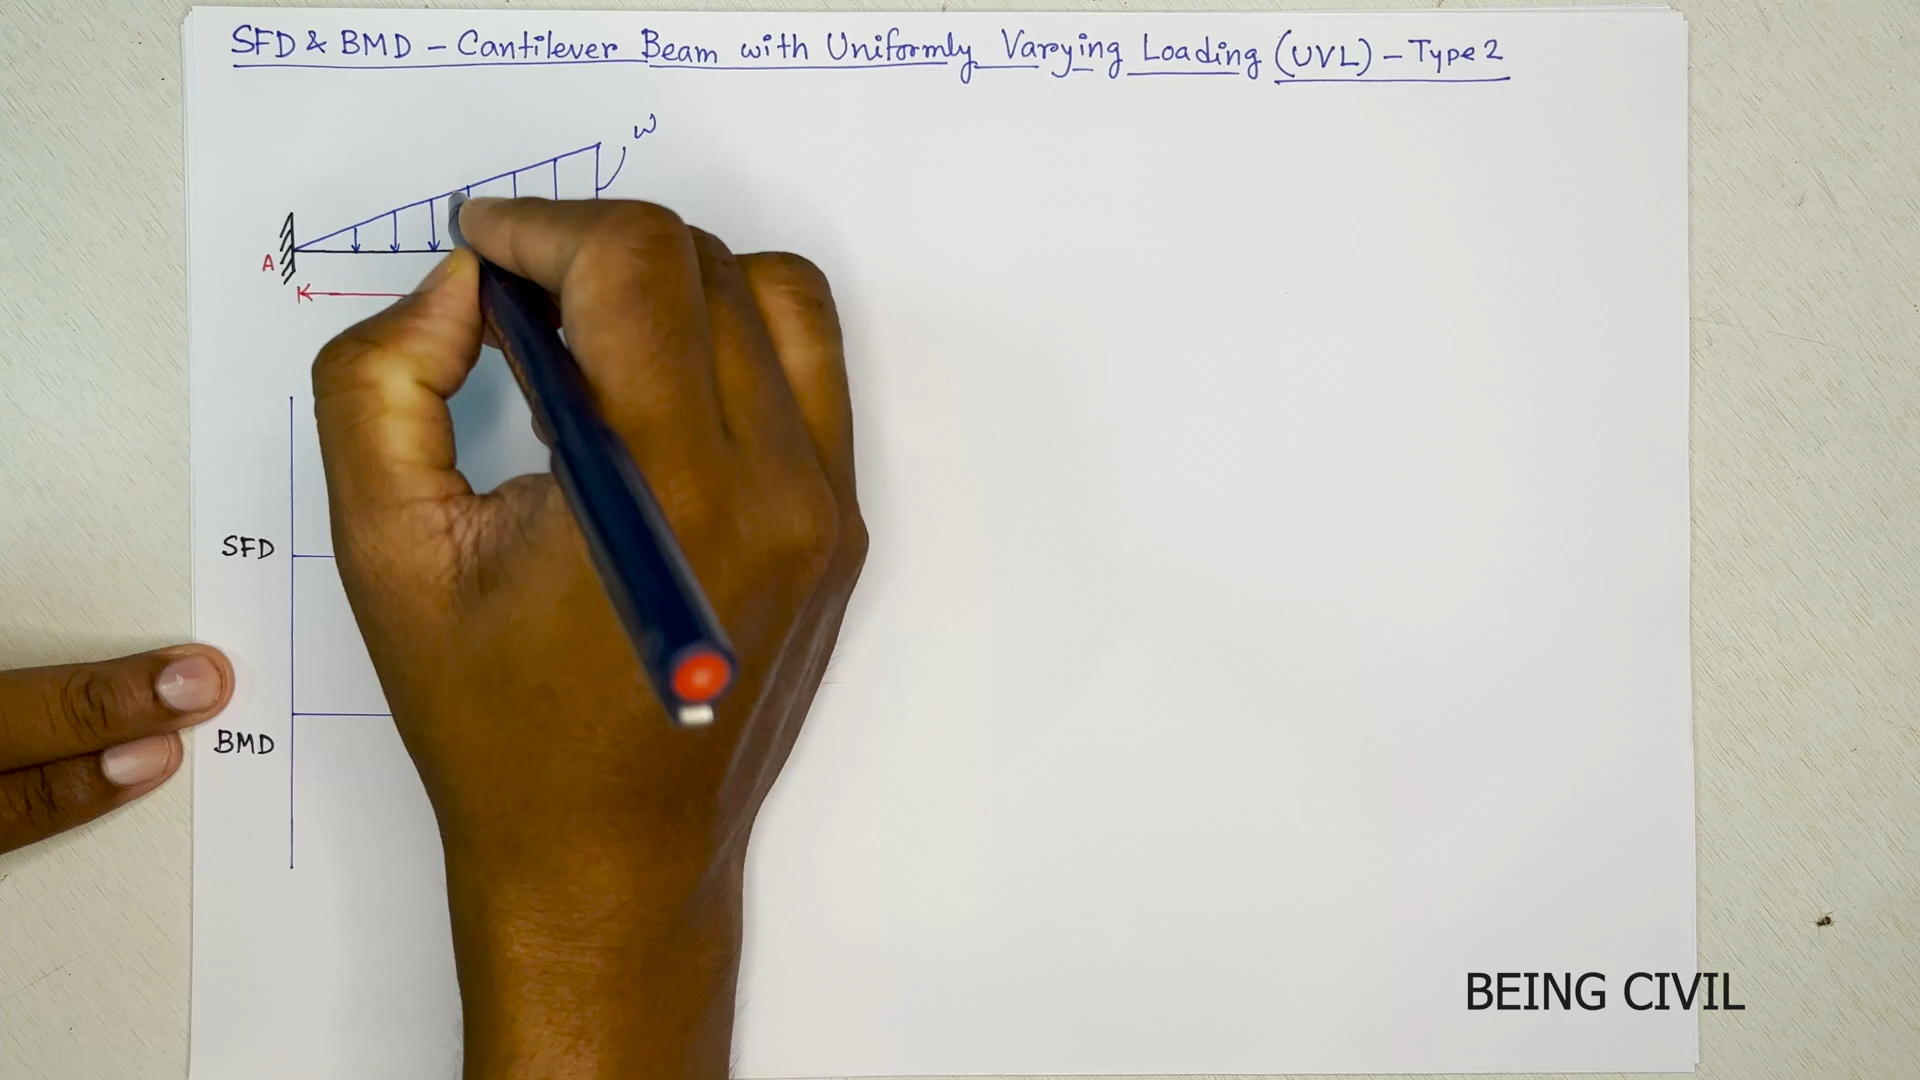 SFD & BMD - Cantilever Beam with Uniformly Varying Loading (UVL) - Type 2
w
A
SFD
BMD
BEING CIVIL